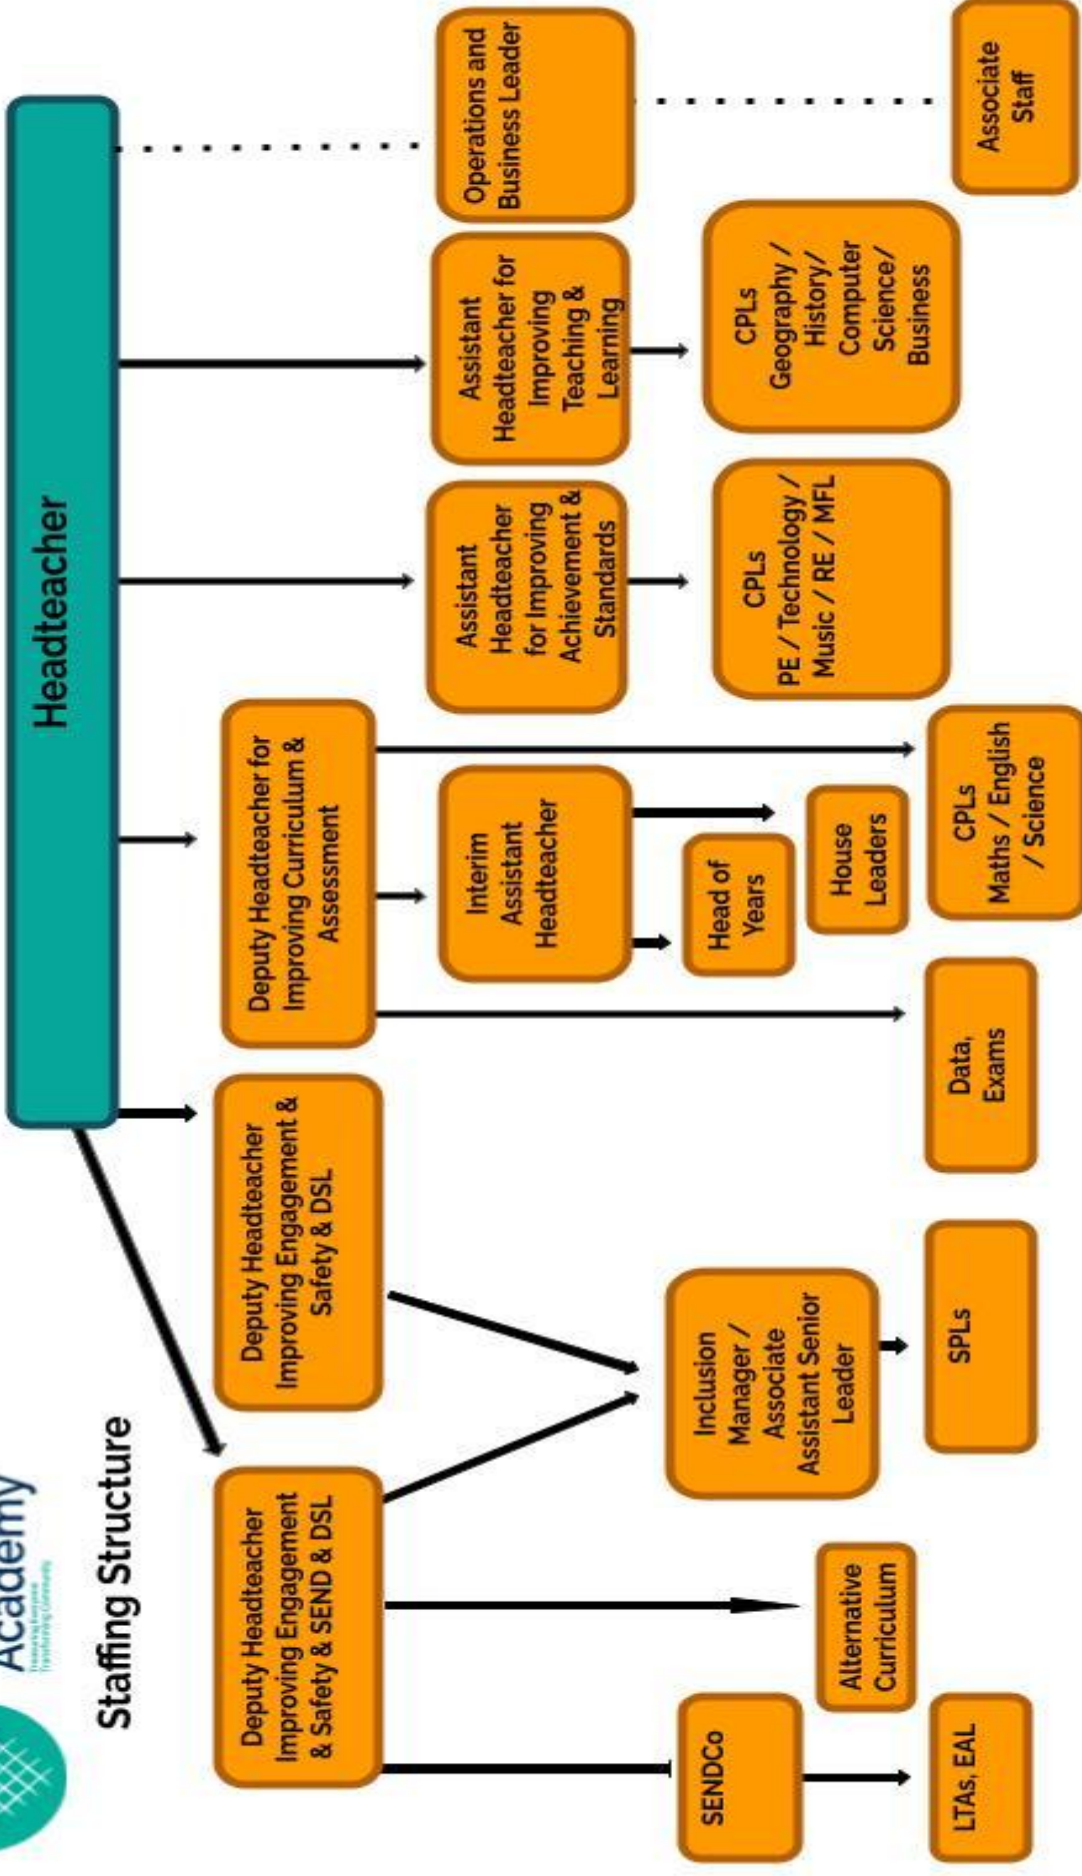 Academy
Treasuring Everyone
Transforming Community
Staffing Structure
Headteacher
Deputy Headteacher
Improving Engagement
& Safety & SEND & DSL
Deputy Headteacher
Improving Engagement &
Safety & DSL
Deputy Headteacher for
Improving Curriculum &
Assessment
Assistant
Headteacher
for Improving
Achievement &
Standards
Assistant
Headteacher for
Improving
Teaching &
Learning
Operations and
Business Leader
Interim
Assistant
Headteacher
SENDCo
Alternative
Curriculum
Inclusion
Manager /
Associate
Assistant Senior
Leader
Head of
Years
House
Leaders
CPLs
PE / Technology /
Music / RE / MFL
CPLs
Geography /
History/
Computer
Science/
Business
LTAs, EAL
SPLs
Data,
Exams
CPLs
Maths / English
/ Science
Associate
Staff